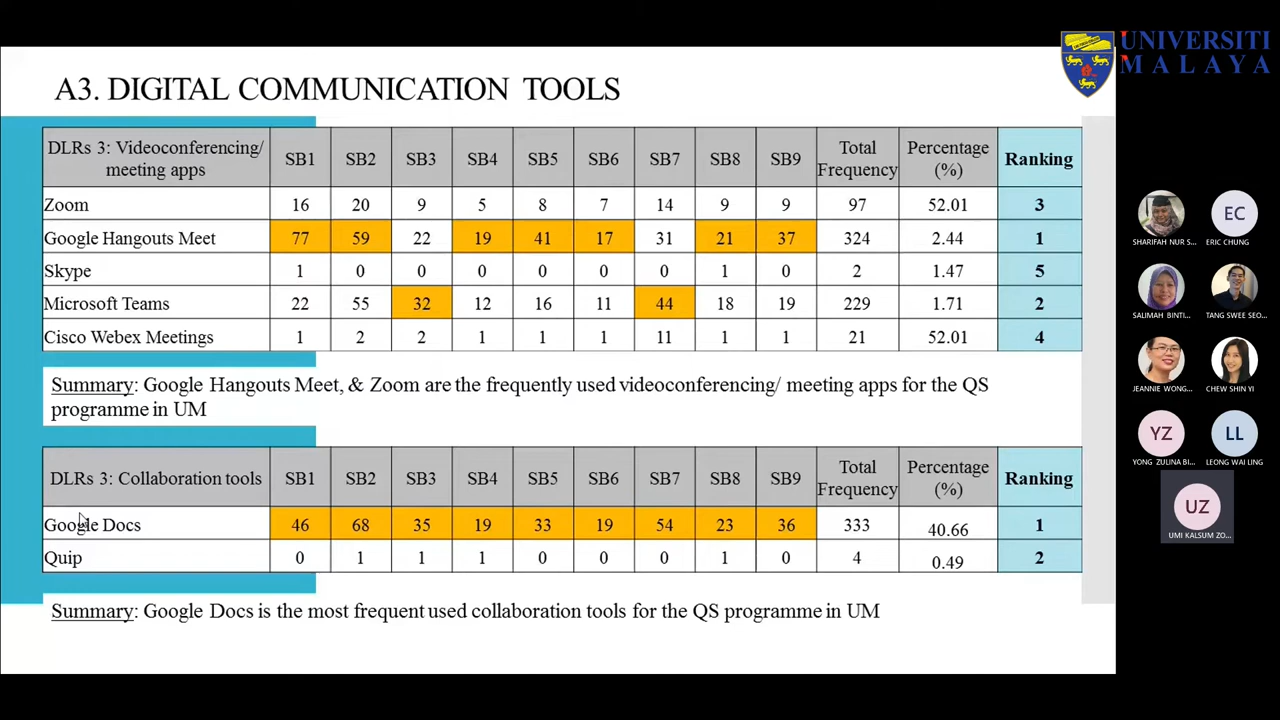 UNIVERSITI
MALAYA
A3. DIGITAL COMMUNICATION TOOLS
DLRs 3: Videoconferencing/ meeting apps SB1 SB2 SB3 SB4 SB5 SB6 SB7 SB8 SB9 Total Frequency Percentage (%) Ranking
Zoom 16 20 9 5 8 7 14 9 9 97 52.01 3
Google Hangouts Meet 77 59 22 19 41 17 31 21 37 324 2.44 1
Skype 1 0 0 0 0 0 0 1 0 2 1.47 5
Microsoft Teams 22 55 32 12 16 11 44 18 19 229 1.71 2
Cisco Webex Meetings 1 2 2 1 1 1 11 1 1 21 52.01 4
Summary: Google Hangouts Meet, & Zoom are the frequently used videoconferencing/ meeting apps for the QS
programme in UM
DLRs 3: Collaboration tools SB1 SB2 SB3 SB4 SB5 SB6 SB7 SB8 SB9 Total Frequency Percentage (%) Ranking
Google Docs 46 68 35 19 33 19 54 23 36 333 40.66 1
Quip 0 1 1 1 0 0 0 1 0 4 0.49 2
Summary: Google Docs is the most frequent used collaboration tools for the QS programme in UM
EC
SHARIFAH NUR S... ERIC CHUNG
SALIMAH BINTI... TANG SWEE SEO...
JEANNIE WONG... CHEW SHIN YI
YZ LL
YONG ZULINA BI... LEONG WAI LING
UZ
UMI KALSUM ZO...